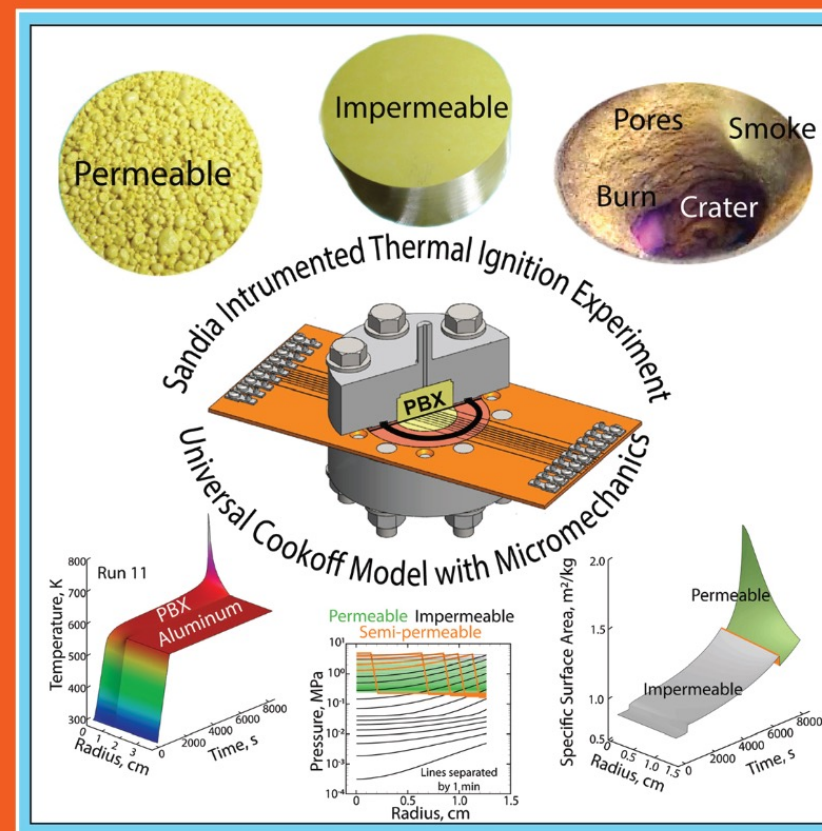 Permeable
Impermeable
Pores
Smoke
Burn
Crater
Sandia Intrumented Thermal Ignition Experiment
PBX
Universal Cookoff Model with Micromechanics
Temperature, K
800
700
600
500
400
300
Run 11
PBX
Aluminum
0
1
2
3
Radius, cm
0
2000
4000
6000
8000
Time, s
Permeable Impermeable
Semi-permeable
Pressure, MPa
10¹
10⁰
10⁻¹
10⁻²
10⁻³
10⁻⁴
Lines separated
by 1 min
0 0.5 1.0 1.5
Radius, cm
Specific Surface Area, m²/kg
2.0
1.5
1.0
0.5
Permeable
Impermeable
0
0.5
1.0
1.5
Radius, cm
0
2000
4000
6000
8000
Time, s